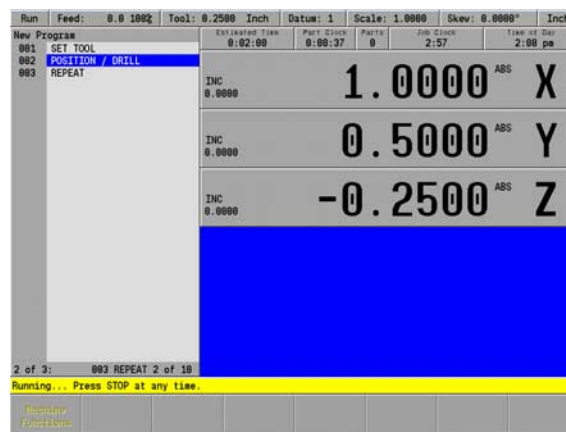 Run Feed: 0.0 100% Tool: 0.2500 Inch Datum: 1 Scale: 1.0000 Skew: 0.0000° Inc
New Program Estimated Time Part Clock Parts Job Clock Time of Day
001 SET TOOL 0:02:00 0:00:37 0 2:57 2:08 pm
002 POSITION / DRILL
003 REPEAT
INC 0.0000 1.0000 ABS X
INC 0.0000 0.5000 ABS Y
INC 0.0000 -0.2500 ABS Z
2 of 3: 003 REPEAT 2 of 10
Running... Press STOP at any time.
Machine
Functions